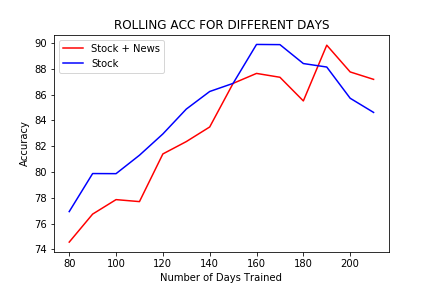 ROLLING ACC FOR DIFFERENT DAYS
Stock + News
Stock
90
88
86
84
82
80
78
76
74
Accuracy
80 100 120 140 160 180 200
Number of Days Trained